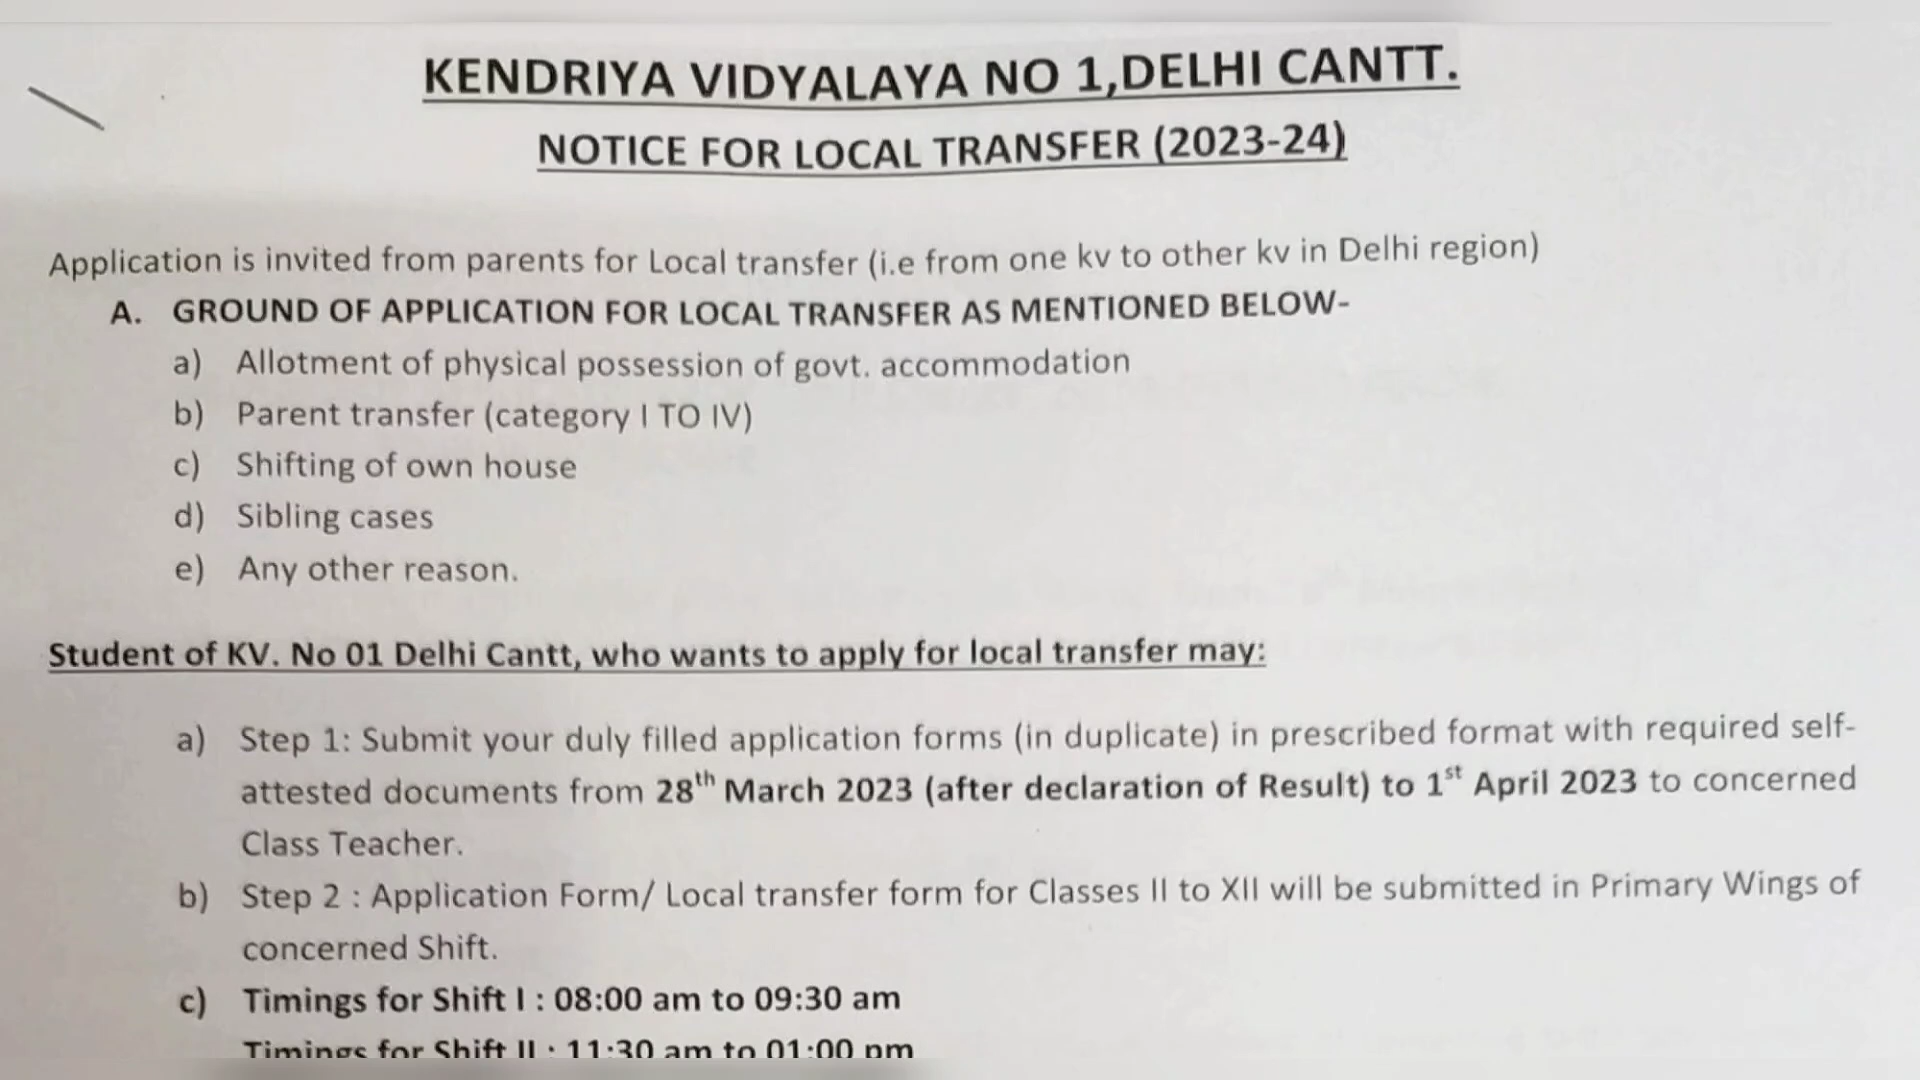 KENDRIYA VIDYALAYA NO 1,DELHI CANTT.
NOTICE FOR LOCAL TRANSFER (2023-24)
Application is invited from parents for Local transfer (i.e from one kv to other kv in Delhi region)
A. GROUND OF APPLICATION FOR LOCAL TRANSFER AS MENTIONED BELOW-
a) Allotment of physical possession of govt. accommodation
b) Parent transfer (category I TO IV)
c) Shifting of own house
d) Sibling cases
e) Any other reason.
Student of KV. No 01 Delhi Cantt, who wants to apply for local transfer may:
a) Step 1: Submit your duly filled application forms (in duplicate) in prescribed format with required self-
attested documents from 28th March 2023 (after declaration of Result) to 1st April 2023 to concerned
Class Teacher.
b) Step 2 : Application Form/ Local transfer form for Classes II to XII will be submitted in Primary Wings of
concerned Shift.
c) Timings for Shift I : 08:00 am to 09:30 am
Timings for Shift II : 11:30 am to 01:00 pm